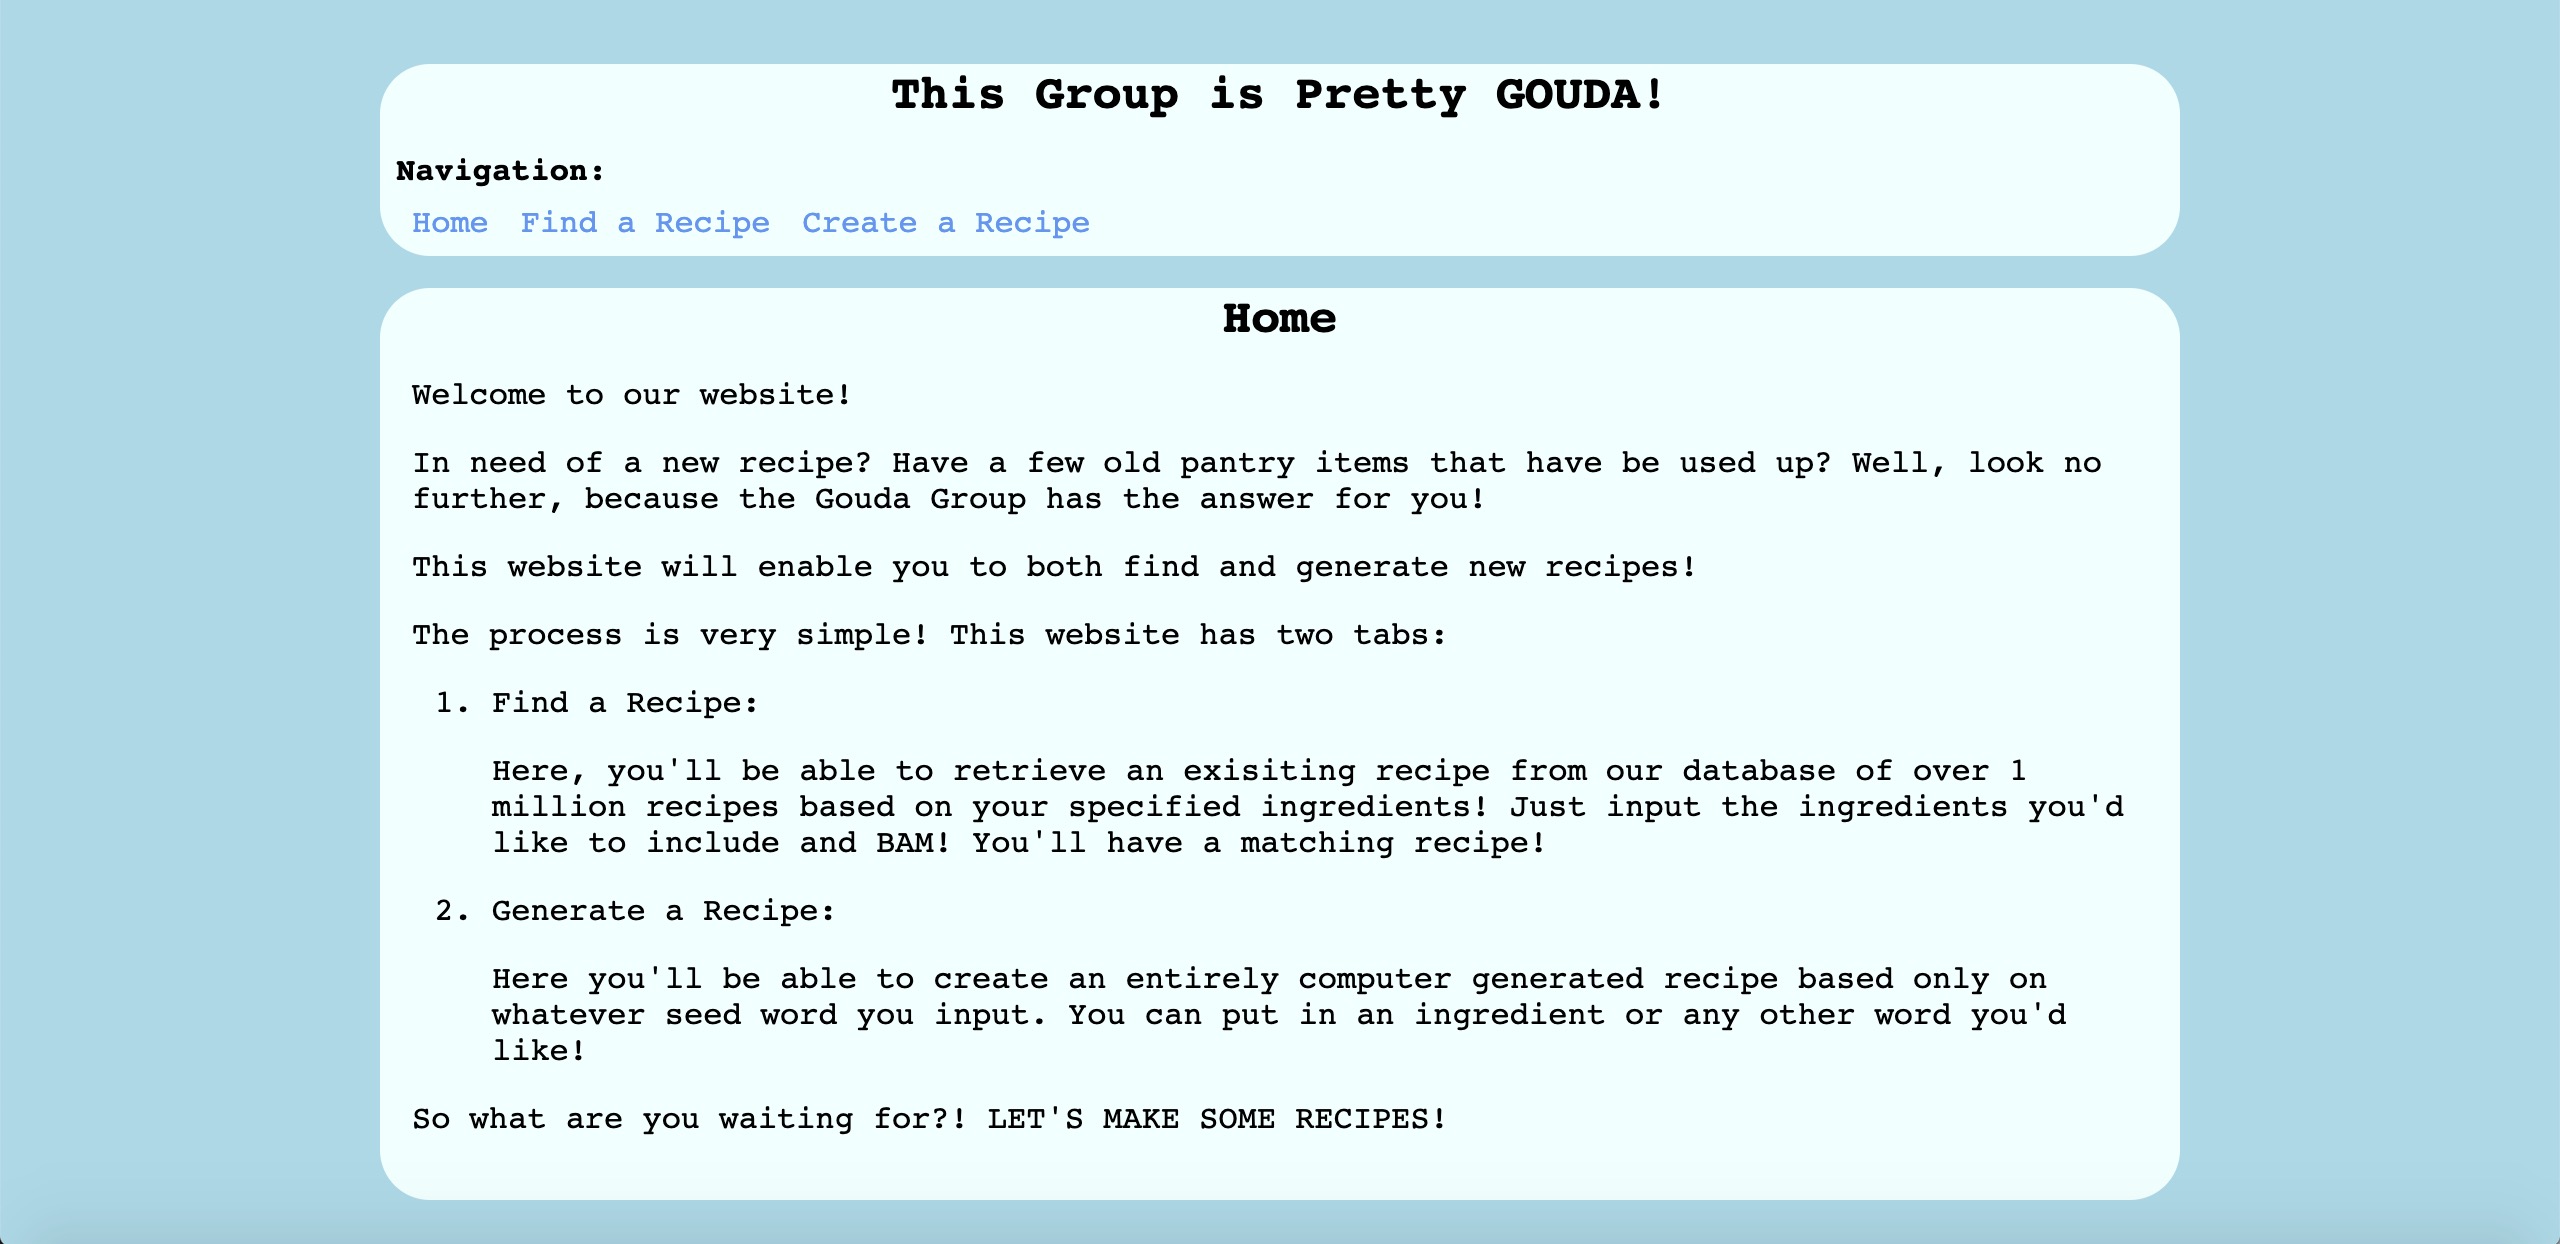 This Group is Pretty GOUDA!
Navigation:
Home Find a Recipe Create a Recipe
Home
Welcome to our website!
In need of a new recipe? Have a few old pantry items that have be used up? Well, look no
further, because the Gouda Group has the answer for you!
This website will enable you to both find and generate new recipes!
The process is very simple! This website has two tabs:
1. Find a Recipe:
Here, you'll be able to retrieve an exisiting recipe from our database of over 1
million recipes based on your specified ingredients! Just input the ingredients you'd
like to include and BAM! You'll have a matching recipe!
2. Generate a Recipe:
Here you'll be able to create an entirely computer generated recipe based only on
whatever seed word you input. You can put in an ingredient or any other word you'd
like!
So what are you waiting for?! LET'S MAKE SOME RECIPES!